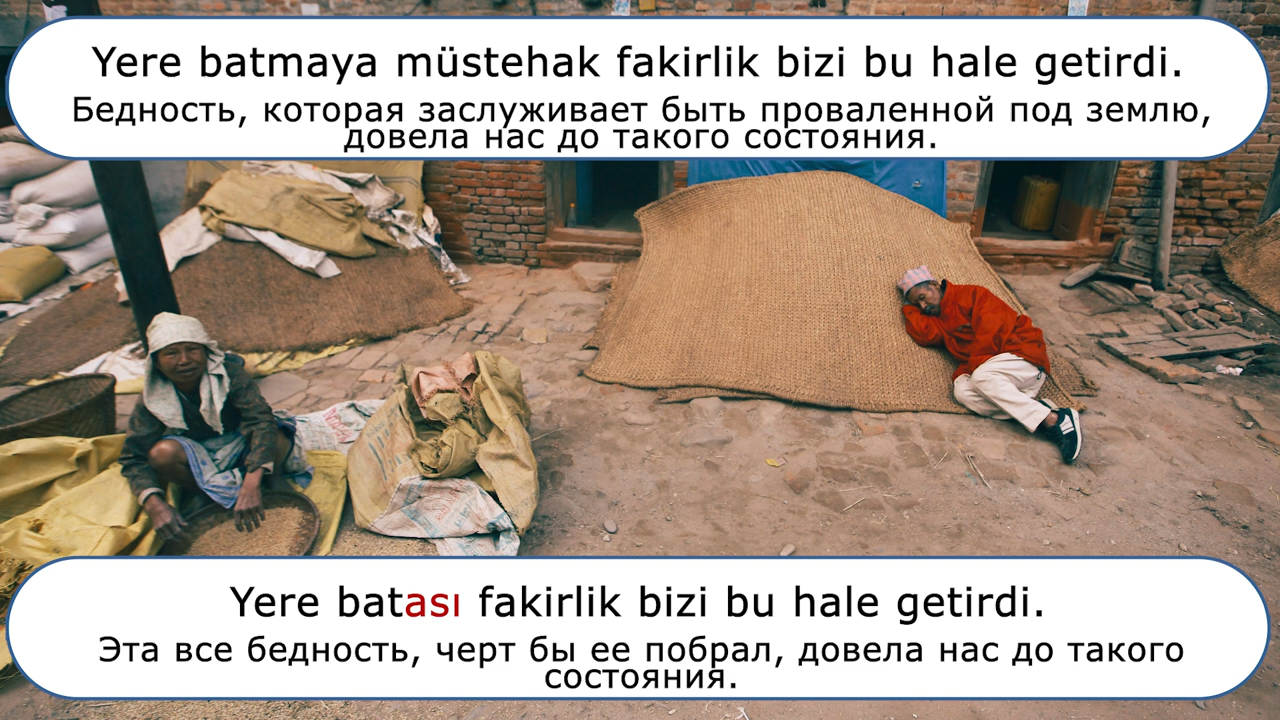 Yere batmaya müstehak fakirlik bizi bu hale getirdi.
Бедность, которая заслуживает быть проваленной под землю,
довела нас до такого состояния.
Yere batası fakirlik bizi bu hale getirdi.
Эта все бедность, черт бы ее побрал, довела нас до такого
состояния.